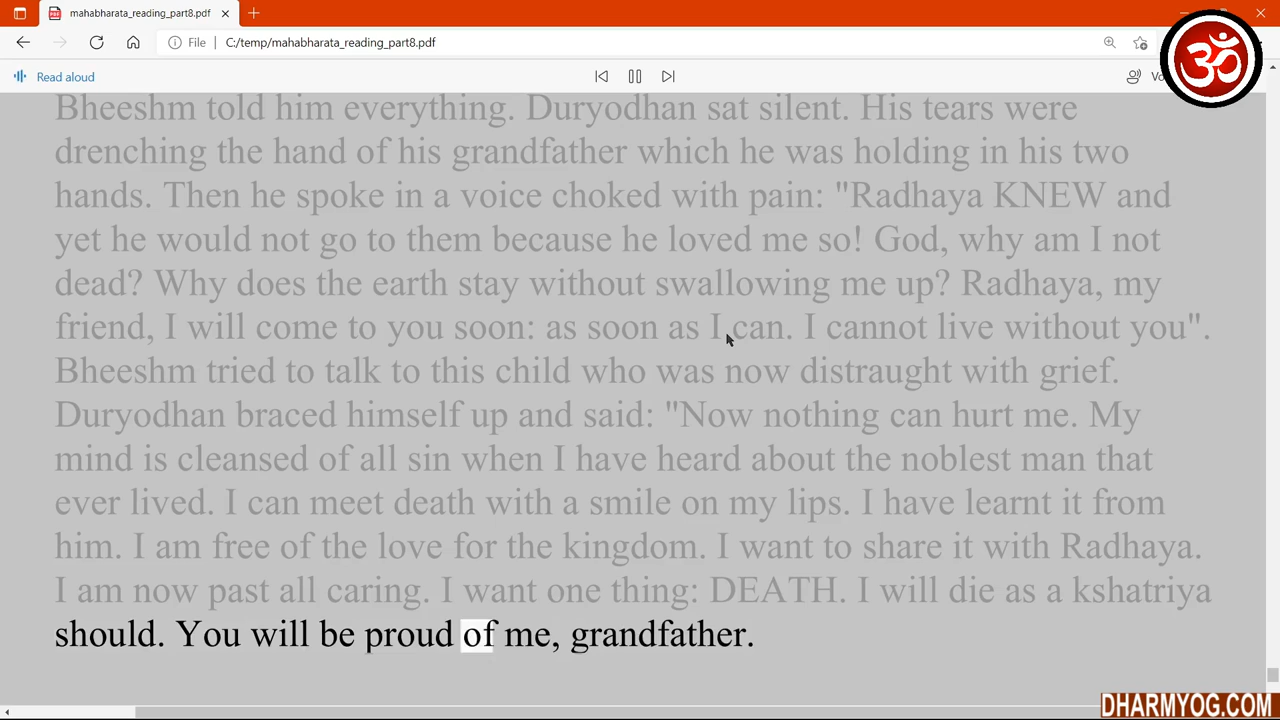 mahabharata_reading_part8.pdf
File C:/temp/mahabharata_reading_part8.pdf
Read aloud
Bheeshm told him everything. Duryodhan sat silent. His tears were
drenching the hand of his grandfather which he was holding in his two
hands. Then he spoke in a voice choked with pain: "Radhaya KNEW and
yet he would not go to them because he loved me so! God, why am I not
dead? Why does the earth stay without swallowing me up? Radhaya, my
friend, I will come to you soon: as soon as I can. I cannot live without you".
Bheeshm tried to talk to this child who was now distraught with grief.
Duryodhan braced himself up and said: "Now nothing can hurt me. My
mind is cleansed of all sin when I have heard about the noblest man that
ever lived. I can meet death with a smile on my lips. I have learnt it from
him. I am free of the love for the kingdom. I want to share it with Radhaya.
I am now past all caring. I want one thing: DEATH. I will die as a kshatriya
should. You will be proud of me, grandfather.
ॐ
DHARMYOG.COM